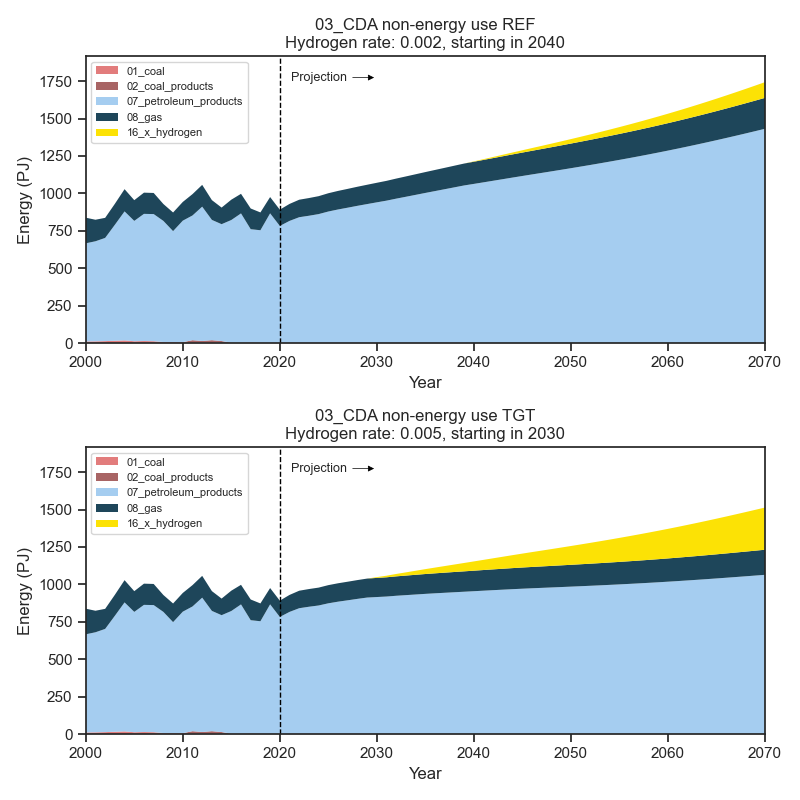 03_CDA non-energy use REF
Hydrogen rate: 0.002, starting in 2040
Energy (PJ)
1750
1500
1250
1000
750
500
250
0
01_coal
02_coal_products
07_petroleum_products
08_gas
16_x_hydrogen
Projection
2000 2010 2020 2030 2040 2050 2060 2070
Year
03_CDA non-energy use TGT
Hydrogen rate: 0.005, starting in 2030
Energy (PJ)
1750
1500
1250
1000
750
500
250
0
01_coal
02_coal_products
07_petroleum_products
08_gas
16_x_hydrogen
Projection
2000 2010 2020 2030 2040 2050 2060 2070
Year